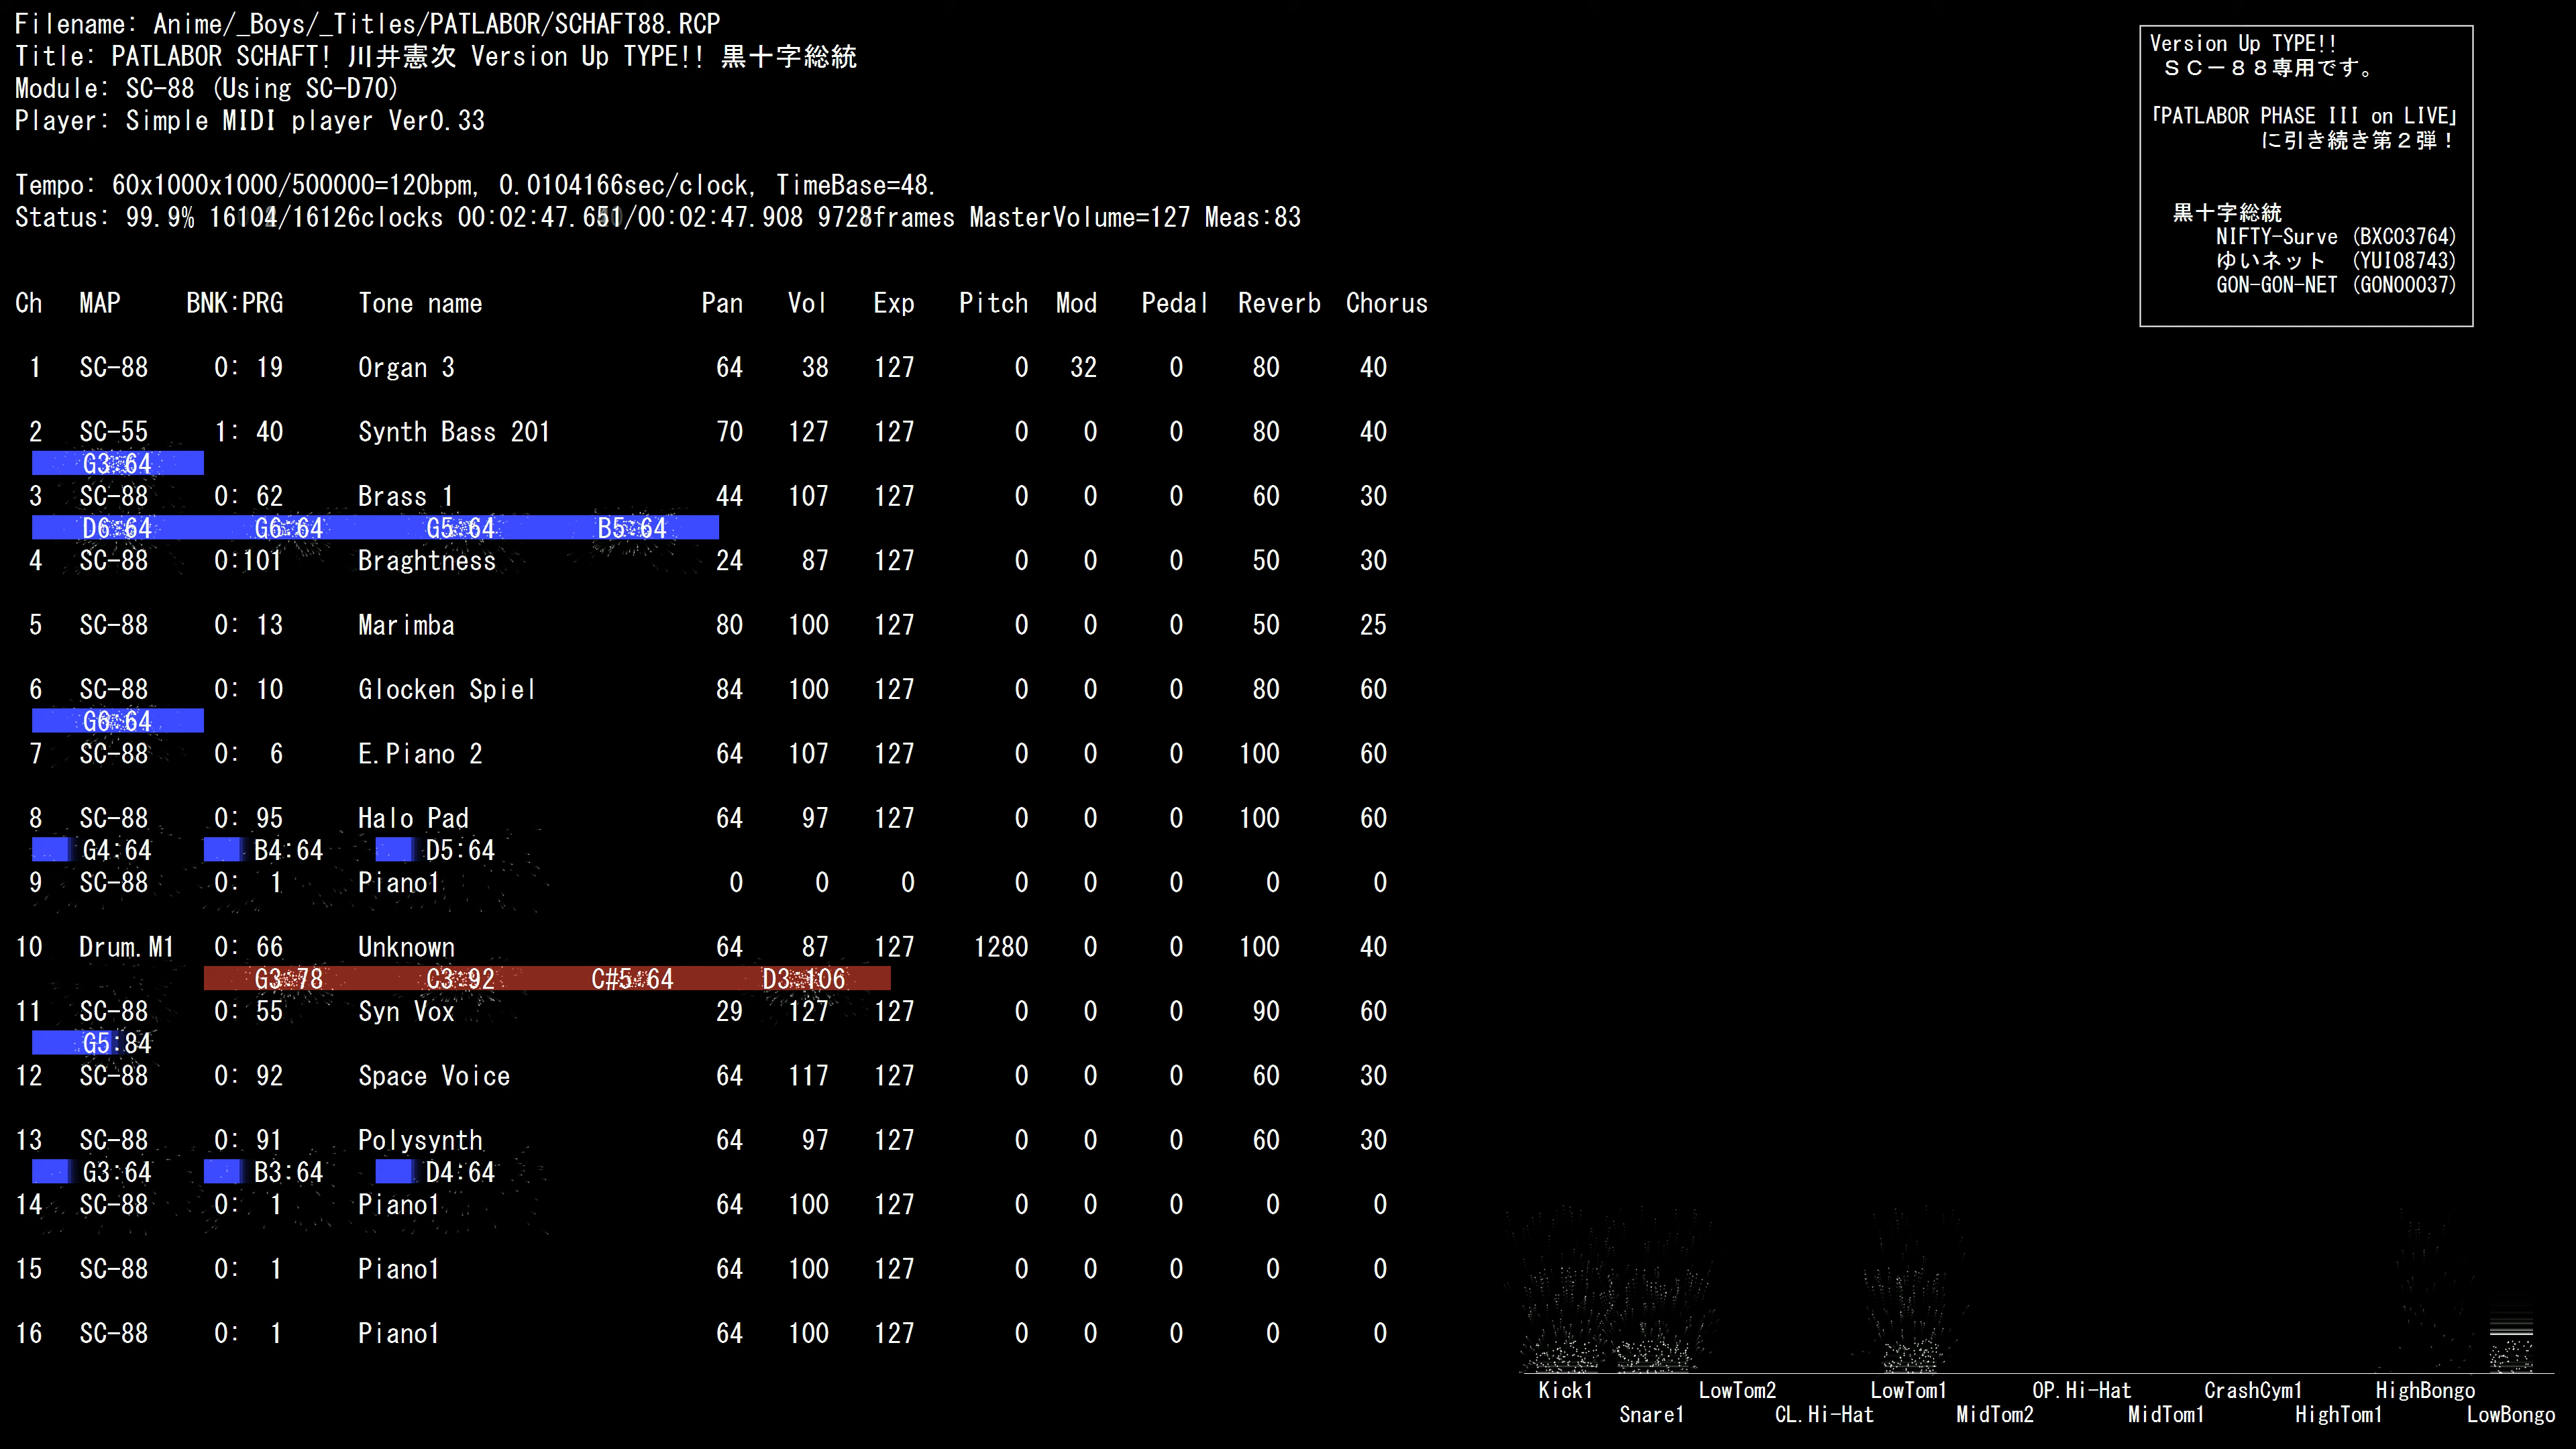 Filename: Anime/_Boys/_Titles/PATLABOR/SCHAFT88.RCP
Title: PATLABOR SCHAFT! 川井憲次 Version Up TYPE!! 黒十字総統
Module: SC-88 (Using SC-D70)
Player: Simple MIDI player Ver0.33
Tempo: 60x1000x1000/500000=120bpm, 0.0104166sec/clock, TimeBase=48.
Status: 99.9% /16126clocks /00:02:47.908 MasterVolume=127 Meas:83
Ch MAP BNK:PRG Tone name Pan Vol Exp Pitch Mod Pedal Reverb Chorus
1 SC-88 0: 19 Organ 3 64 38 127 0 32 0 80 40
2 SC-55 1: 40 Synth Bass 201 70 127 127 0 0 0 80 40
G3:64
3 SC-88 0: 62 Brass 1 44 107 127 0 0 0 60 30
D6:64 G6:64 G5:64 B5:64
4 SC-88 0:101 Braghtness 24 87 127 0 0 0 50 30
5 SC-88 0: 13 Marimba 80 100 127 0 0 0 50 25
6 SC-88 0: 10 Glocken Spiel 84 100 127 0 0 0 80 60
G6:64
7 SC-88 0: 6 E.Piano 2 64 107 127 0 0 0 100 60
8 SC-88 0: 95 Halo Pad 64 97 127 0 0 0 100 60
G4:64 B4:64 D5:64
9 SC-88 0: 1 Piano1 0 0 0 0 0 0 0 0
10 Drum.M1 0: 66 Unknown 64 87 127 1280 0 0 100 40
G3:78 C3:92 C#5:64 D3:106
11 SC-88 0: 55 Syn Vox 29 127 127 0 0 0 90 60
G5:84
12 SC-88 0: 92 Space Voice 64 117 127 0 0 0 60 30
13 SC-88 0: 91 Polysynth 64 97 127 0 0 0 60 30
G3:64 B3:64 D4:64
14 SC-88 0: 1 Piano1 64 100 127 0 0 0 0 0
15 SC-88 0: 1 Piano1 64 100 127 0 0 0 0 0
16 SC-88 0: 1 Piano1 64 100 127 0 0 0 0 0
Version Up TYPE!!
ＳＣ－８８専用です。
「PATLABOR PHASE III on LIVE」
に引き続き第２弾！
黒十字総統
NIFTY-Surve (BXC03764)
ゆいネット (YUI08743)
GON-GON-NET (GON00037)
Kick1 LowTom2 LowTom1 OP.Hi-Hat CrashCym1 HighBongo
Snare1 CL.Hi-Hat MidTom2 MidTom1 HighTom1 LowBongo